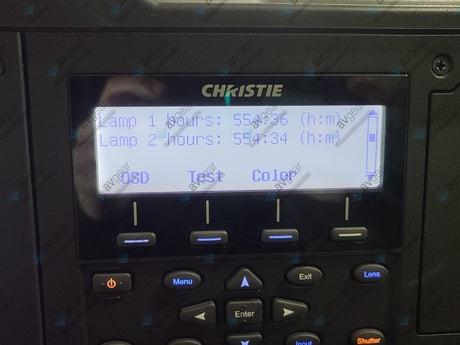 CHRISTIE
Lamp 1 hours: 554:36 (h:m)
Lamp 2 hours: 554:34 (h:m)
OSD Test Color
Menu Exit Lens
Enter
Input Shutter
avgear